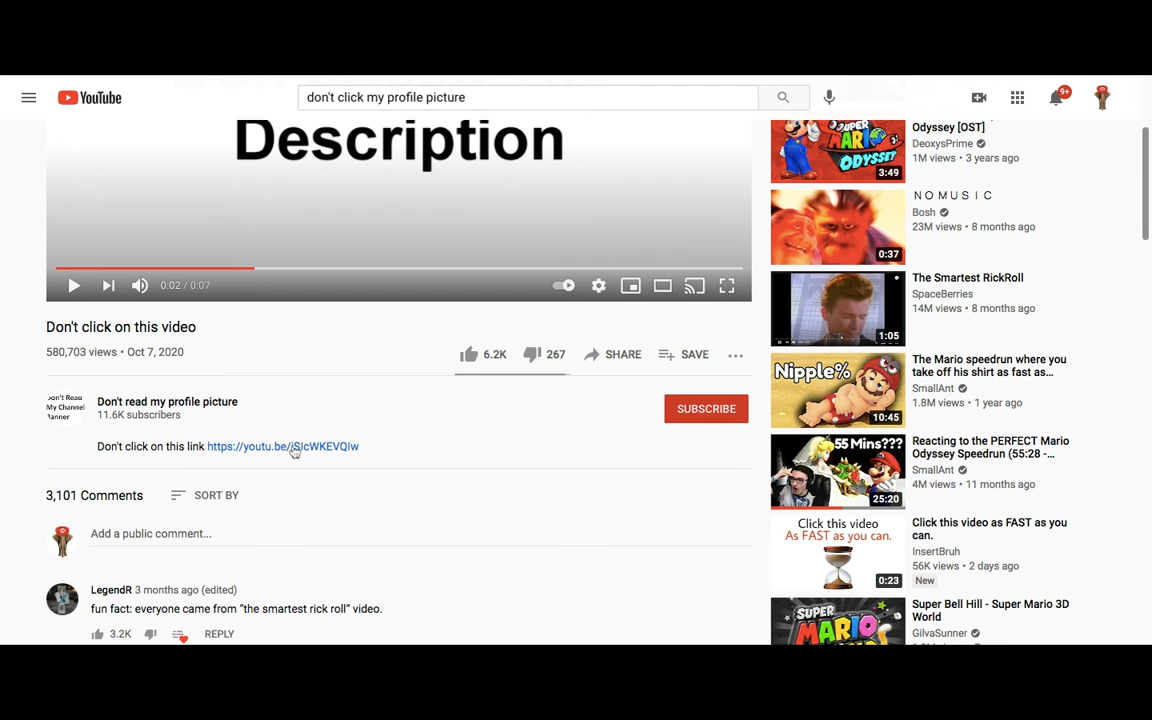 YouTube
don't click my profile picture
9+
Description
0:02 / 0:07
Don't click on this video
580,703 views • Oct 7, 2020
6.2K
267
SHARE
SAVE
Don't read my profile picture
11.6K subscribers
SUBSCRIBE
Don't click on this link https://youtu.be/jSlcWKEVQIw
3,101 Comments
SORT BY
Add a public comment...
LegendR 3 months ago (edited)
fun fact: everyone came from "the smartest rick roll" video.
3.2K
REPLY
SUPER
MARIO
ODYSSEY
3:49
Odyssey [OST]
DeoxysPrime
1M views • 3 years ago
0:37
N O M U S I C
Bosh
23M views • 8 months ago
1:05
The Smartest RickRoll
SpaceBerries
14M views • 8 months ago
Nipple%
10:45
The Mario speedrun where you
take off his shirt as fast as...
SmallAnt
1.8M views • 1 year ago
55 Mins???
25:20
Reacting to the PERFECT Mario
Odyssey Speedrun (55:28 -...
SmallAnt
4M views • 11 months ago
Click this video
As FAST as you can.
0:23
Click this video as FAST as you
can.
InsertBruh
56K views • 2 days ago
New
SUPER
MARIO
Super Bell Hill - Super Mario 3D
World
GilvaSunner